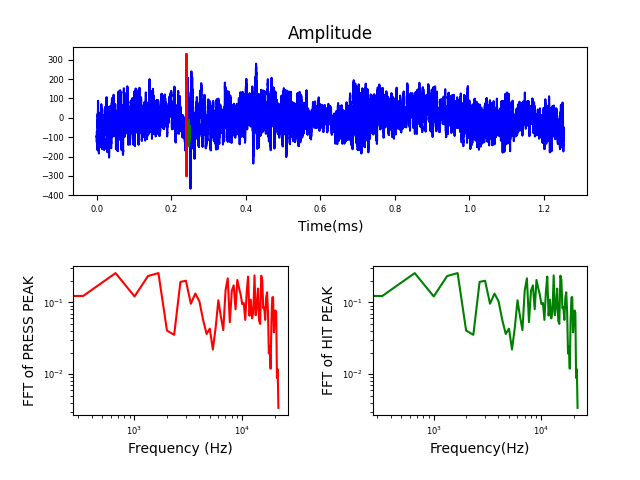 Amplitude
300
200
100
0
−100
−200
−300
−400
0.0 0.2 0.4 0.6 0.8 1.0 1.2
Time(ms)
FFT of PRESS PEAK
10⁻¹
10⁻²
10³ 10⁴
Frequency (Hz)
FFT of HIT PEAK
10⁻¹
10⁻²
10³ 10⁴
Frequency(Hz)